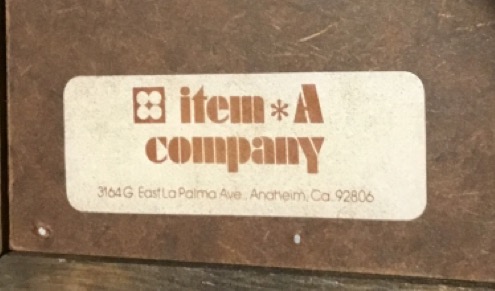 item*A
company
3164 G East La Palma Ave., Anaheim, Ca. 92806